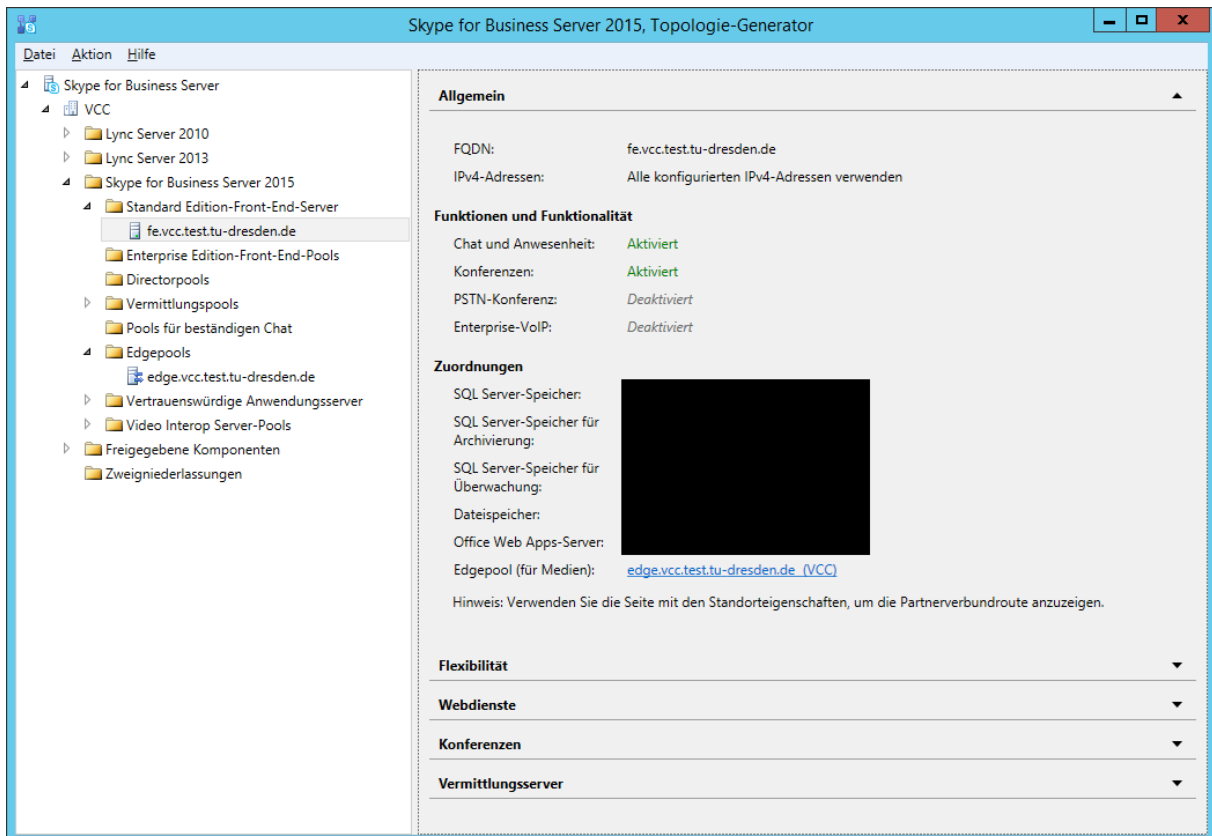 Skype for Business Server 2015, Topologie-Generator
Datei Aktion Hilfe
Skype for Business Server
VCC
Lync Server 2010
Lync Server 2013
Skype for Business Server 2015
Standard Edition-Front-End-Server
fe.vcc.test.tu-dresden.de
Enterprise Edition-Front-End-Pools
Directorpools
Vermittlungspools
Pools für beständigen Chat
Edgepools
edge.vcc.test.tu-dresden.de
Vertrauenswürdige Anwendungsserver
Video Interop Server-Pools
Freigegebene Komponenten
Zweigniederlassungen
Allgemein
FQDN: fe.vcc.test.tu-dresden.de
IPv4-Adressen: Alle konfigurierten IPv4-Adressen verwenden
Funktionen und Funktionalität
Chat und Anwesenheit: Aktiviert
Konferenzen: Aktiviert
PSTN-Konferenz: Deaktiviert
Enterprise-VoIP: Deaktiviert
Zuordnungen
SQL Server-Speicher:
SQL Server-Speicher für
Archivierung:
SQL Server-Speicher für
Überwachung:
Dateispeicher:
Office Web Apps-Server:
Edgepool (für Medien): edge.vcc.test.tu-dresden.de (VCC)
Hinweis: Verwenden Sie die Seite mit den Standorteigenschaften, um die Partnerverbundroute anzuzeigen.
Flexibilität
Webdienste
Konferenzen
Vermittlungsserver